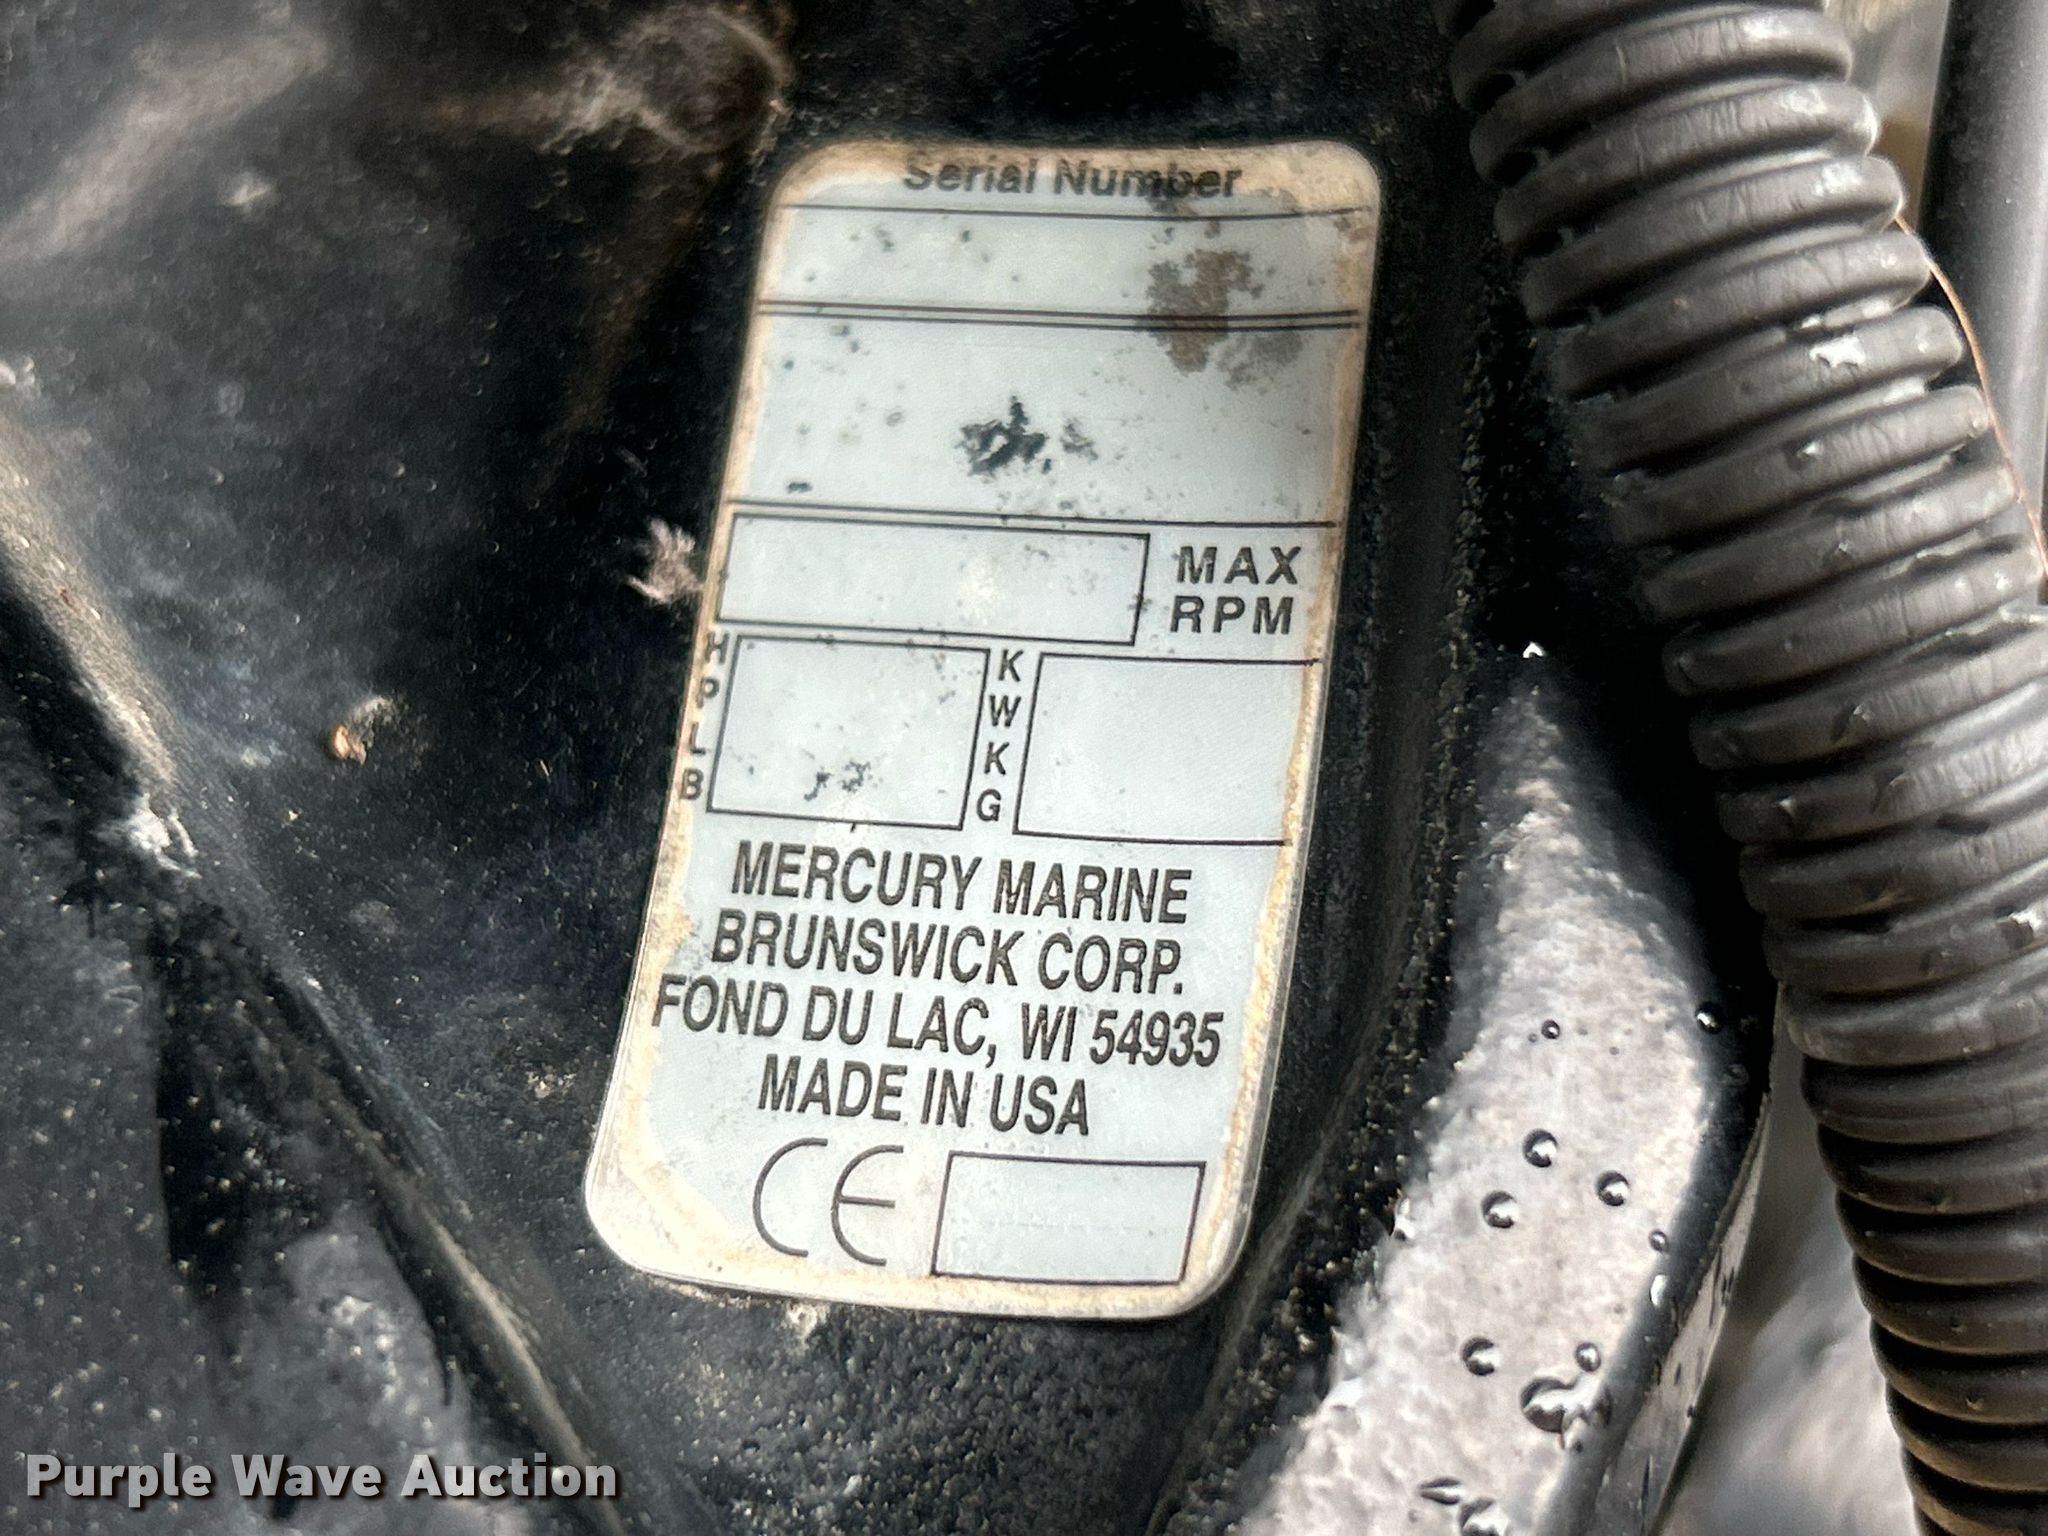 Serial Number
MAX
RPM
H
P
L
B
K
W
K
G
MERCURY MARINE
BRUNSWICK CORP.
FOND DU LAC, WI 54935
MADE IN USA
CE
Purple Wave Auction